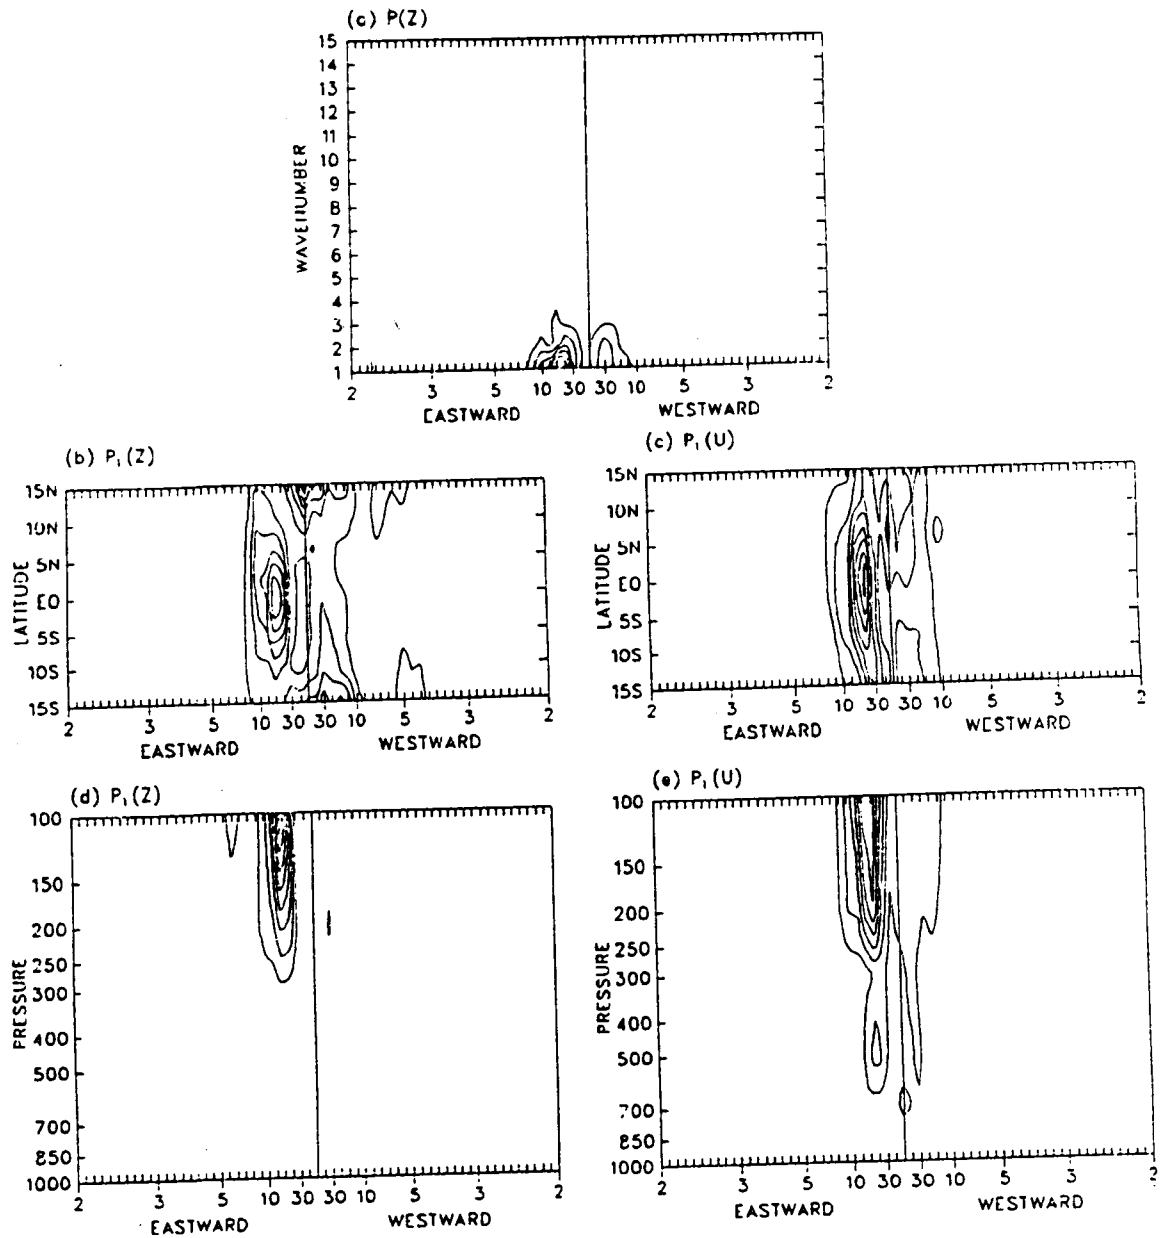 (a) P(Z)
WAVENUMBER
15
14
13
12
11
10
9
8
7
6
5
4
3
2
1
2 3 5 10 30 30 10 5 3 2
EASTWARD WESTWARD
(b) P₁(Z)
LATITUDE
15N
10N
5N
EQ
5S
10S
15S
2 3 5 10 30 30 10 5 3 2
EASTWARD WESTWARD
(c) P₁(U)
LATITUDE
15N
10N
5N
EQ
5S
10S
15S
2 3 5 10 30 30 10 5 3 2
EASTWARD WESTWARD
(d) P₁(Z)
PRESSURE
100
150
200
250
300
400
500
700
850
1000
2 3 5 10 30 30 10 5 3 2
EASTWARD WESTWARD
(e) P₁(U)
PRESSURE
100
150
200
250
300
400
500
700
850
1000
2 3 5 10 30 30 10 5 3 2
EASTWARD WESTWARD